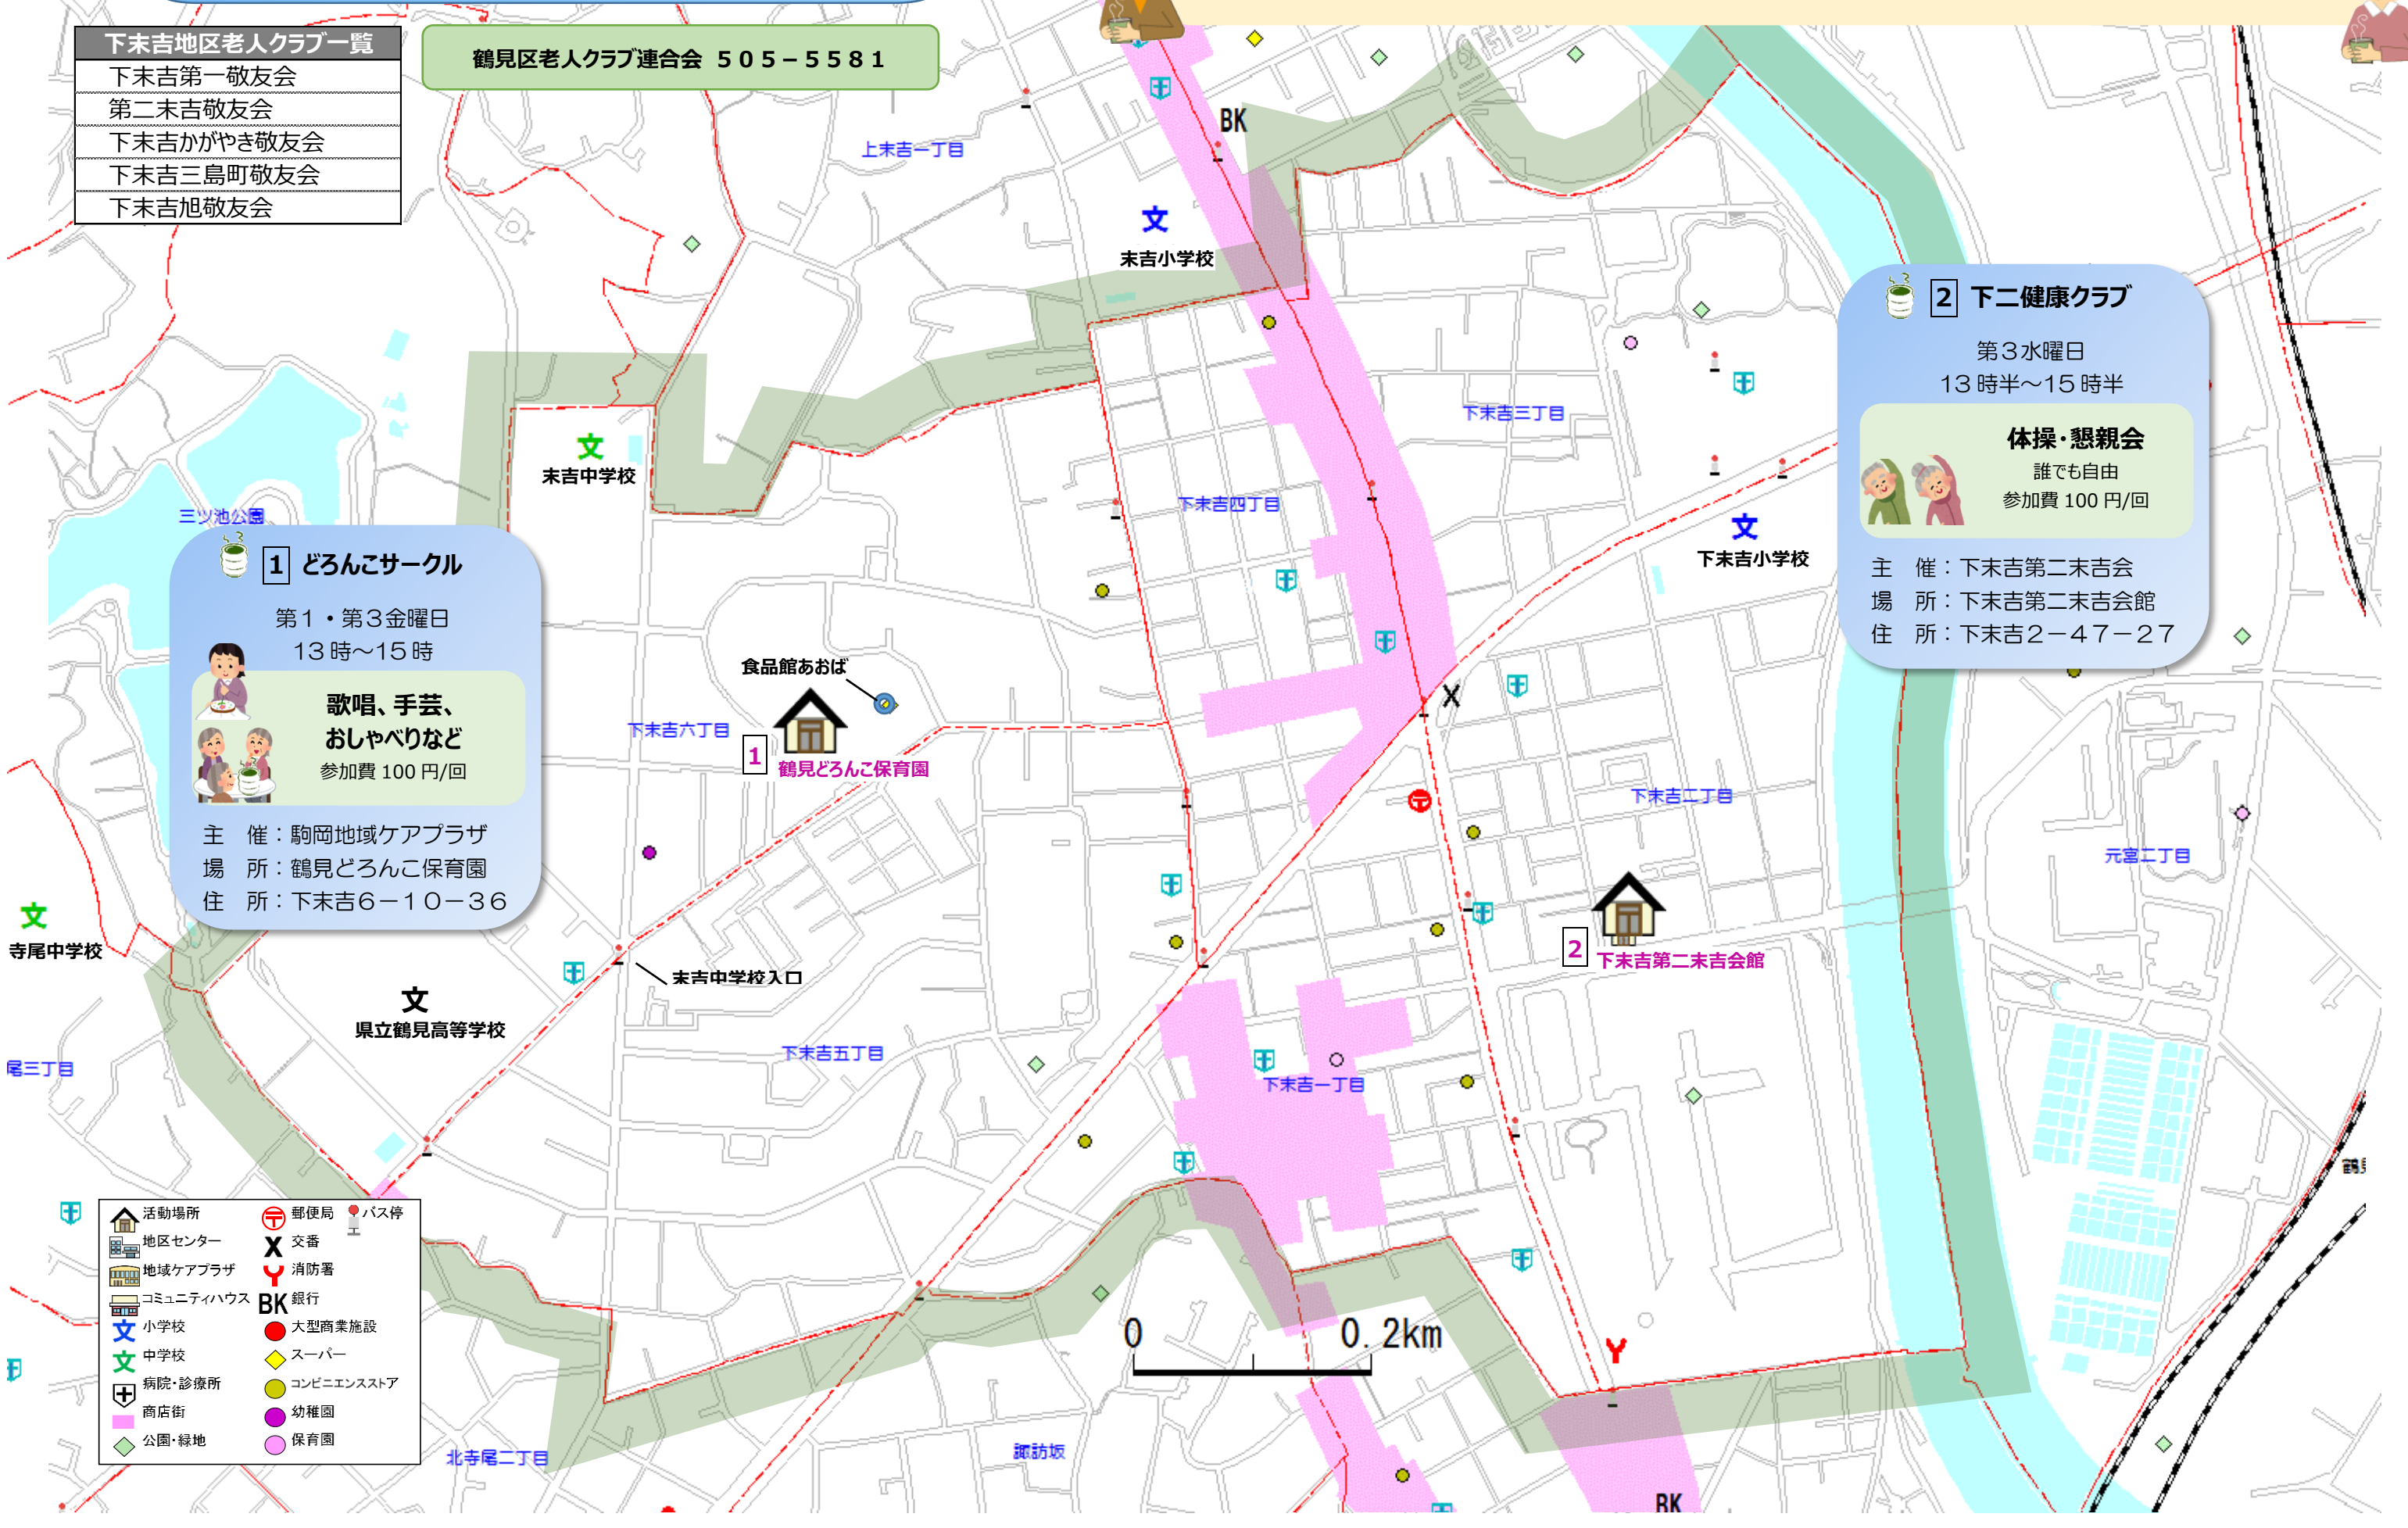 下末吉地区老人クラブ一覧
下末吉第一敬友会
第二末吉敬友会
下末吉かがやき敬友会
下末吉三島町敬友会
下末吉旭敬友会
鶴見区老人クラブ連合会 ５０５－５５８１
BK
上末吉一丁目
文
末吉小学校
2 下二健康クラブ
第３水曜日
13時半～15時半
体操・懇親会
誰でも自由
参加費 100 円/回
主　催：下末吉第二末吉会
場　所：下末吉第二末吉会館
住　所：下末吉２－４７－２７
下末吉三丁目
文
末吉中学校
下末吉四丁目
三ツ池公園
文
下末吉小学校
1 どろんこサークル
第１・第３金曜日
13時～15時
歌唱、手芸、
おしゃべりなど
参加費 100 円/回
主　催：駒岡地域ケアプラザ
場　所：鶴見どろんこ保育園
住　所：下末吉６－１０－３６
食品館あおば
下末吉六丁目
1
鶴見どろんこ保育園
X
下末吉二丁目
元宮二丁目
文
寺尾中学校
2
下末吉第二末吉会館
末吉中学校入口
文
県立鶴見高等学校
下末吉五丁目
尾三丁目
下末吉一丁目
活動場所
地区センター
地域ケアプラザ
コミュニティハウス
文 小学校
文 中学校
病院・診療所
商店街
公園・緑地
郵便局
バス停
X 交番
消防署
BK 銀行
大型商業施設
スーパー
コンビニエンスストア
幼稚園
保育園
0 0.2km
北寺尾二丁目
諏訪坂
BK